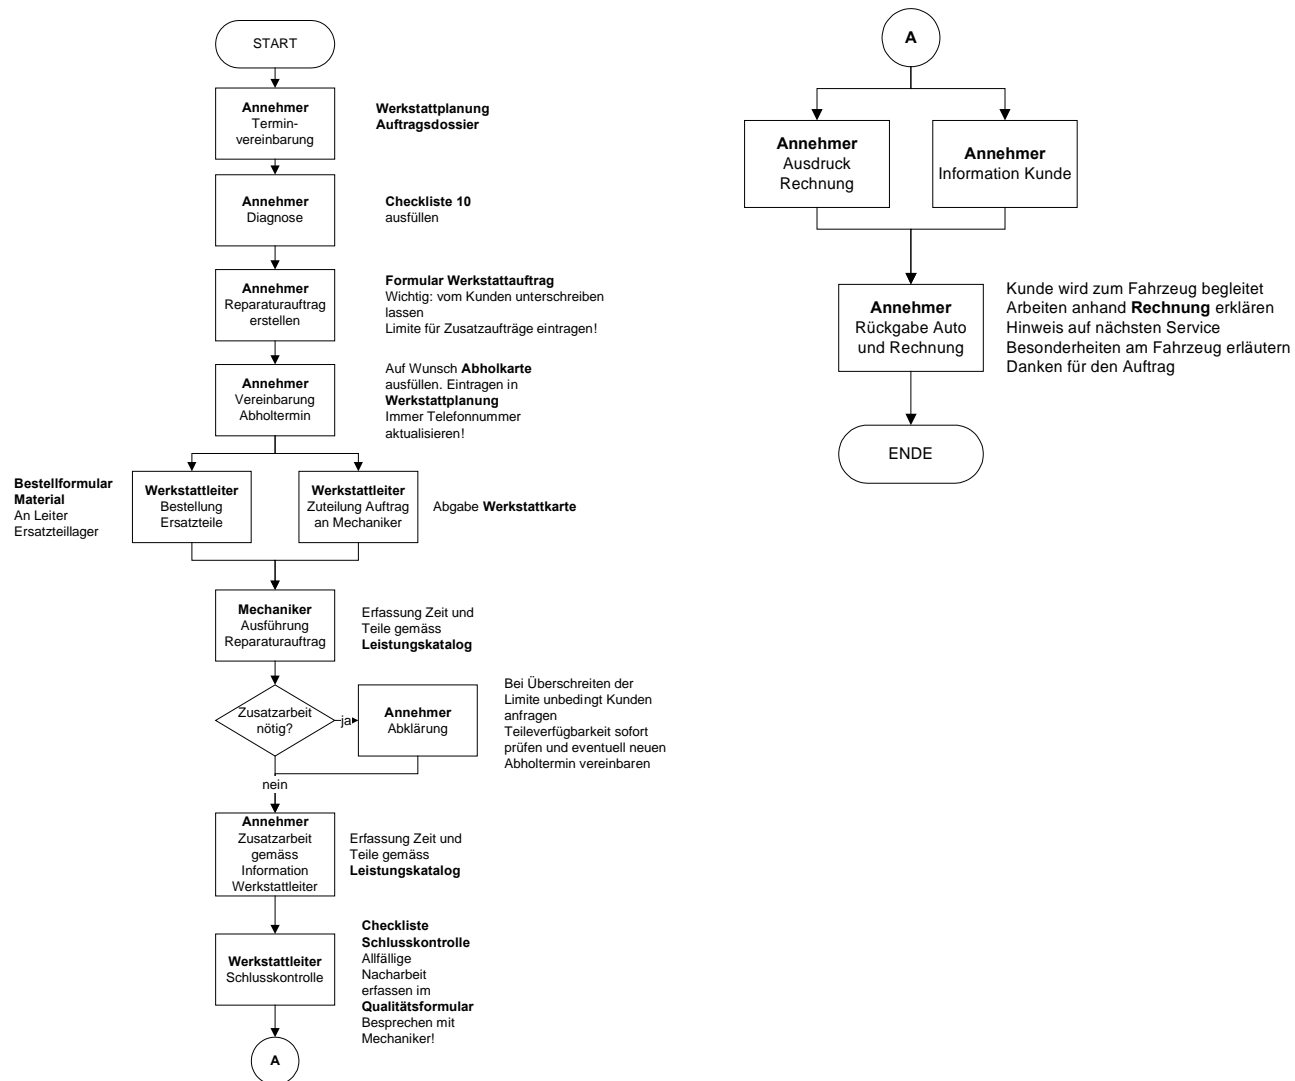 START
Annehmer
Termin-
vereinbarung
Werkstattplanung
Auftragsdossier
Annehmer
Diagnose
Checkliste 10
ausfüllen
Annehmer
Reparaturauftrag
erstellen
Formular Werkstattauftrag
Wichtig: vom Kunden unterschreiben
lassen
Limite für Zusatzaufträge eintragen!
Annehmer
Vereinbarung
Abholtermin
Auf Wunsch Abholkarte
ausfüllen. Eintragen in
Werkstattplanung
Immer Telefonnummer
aktualisieren!
Bestellformular
Material
An Leiter
Ersatzteillager
Werkstattleiter
Bestellung
Ersatzteile
Werkstattleiter
Zuteilung Auftrag
an Mechaniker
Abgabe Werkstattkarte
Mechaniker
Ausführung
Reparaturauftrag
Erfassung Zeit und
Teile gemäss
Leistungskatalog
Zusatzarbeit
nötig?
ja
Annehmer
Abklärung
Bei Überschreiten der
Limite unbedingt Kunden
anfragen
Teileverfügbarkeit sofort
prüfen und eventuell neuen
Abholtermin vereinbaren
nein
Annehmer
Zusatzarbeit
gemäss
Information
Werkstattleiter
Erfassung Zeit und
Teile gemäss
Leistungskatalog
Werkstattleiter
Schlusskontrolle
Checkliste
Schlusskontrolle
Allfällige
Nacharbeit
erfassen im
Qualitätsformular
Besprechen mit
Mechaniker!
A
A
Annehmer
Ausdruck
Rechnung
Annehmer
Information Kunde
Annehmer
Rückgabe Auto
und Rechnung
Kunde wird zum Fahrzeug begleitet
Arbeiten anhand Rechnung erklären
Hinweis auf nächsten Service
Besonderheiten am Fahrzeug erläutern
Danken für den Auftrag
ENDE